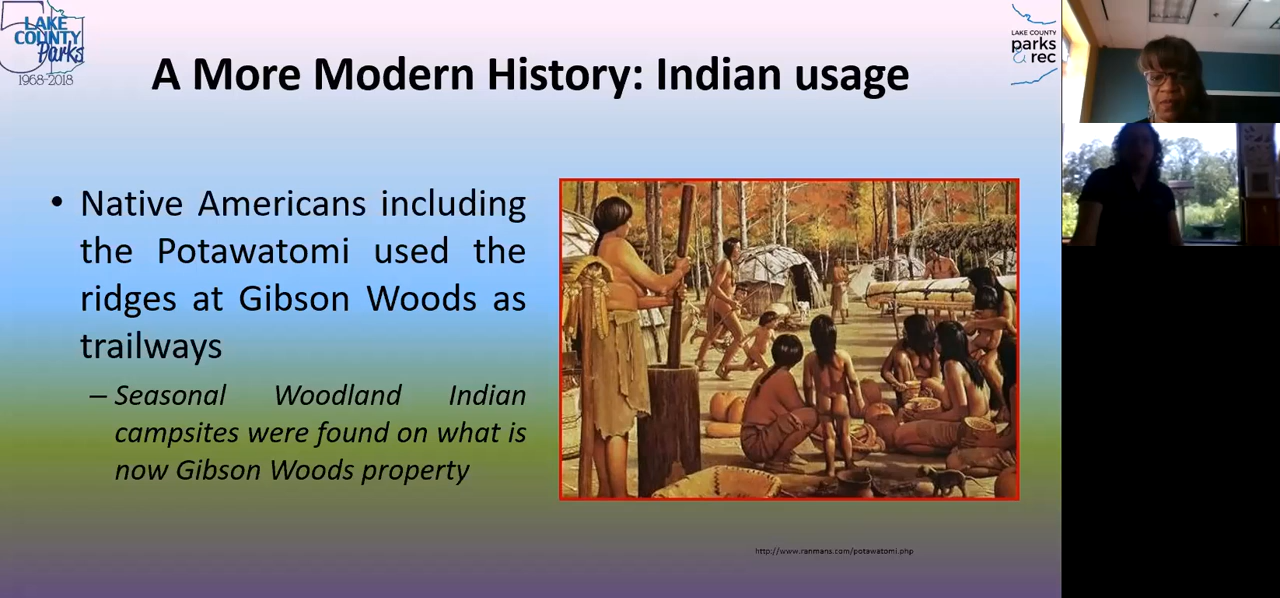 LAKE
COUNTY
Parks
1968-2018
A More Modern History: Indian usage
LAKE COUNTY
parks
& rec
• Native Americans including
the Potawatomi used the
ridges at Gibson Woods as
trailways
– Seasonal Woodland Indian
campsites were found on what is
now Gibson Woods property
http://www.ranmans.com/potawatomi.php